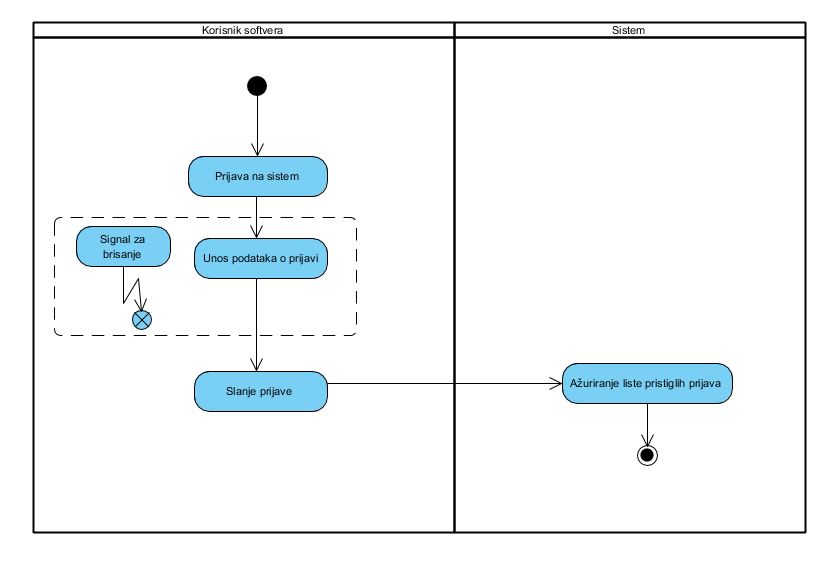 Korisnik softvera
Sistem
Prijava na sistem
Signal za
brisanje
Unos podataka o prijavi
Slanje prijave
Ažuriranje liste pristiglih prijava